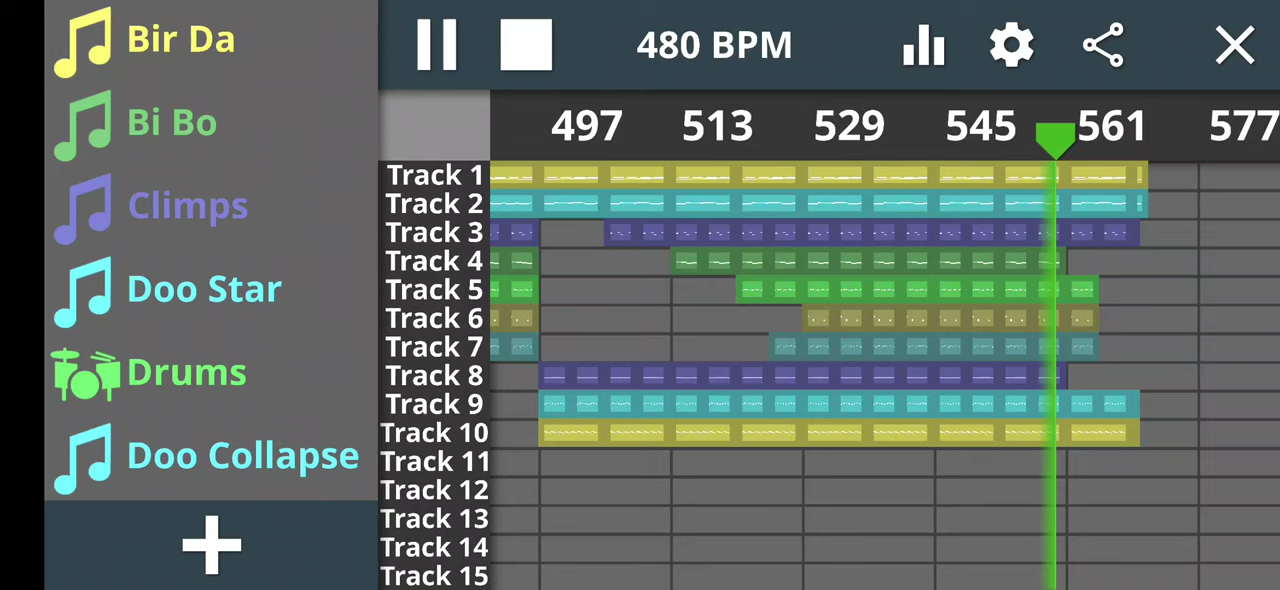 Bir Da
Bi Bo
Climps
Doo Star
Drums
Doo Collapse
480 BPM
497 513 529 545 561 577
Track 1
Track 2
Track 3
Track 4
Track 5
Track 6
Track 7
Track 8
Track 9
Track 10
Track 11
Track 12
Track 13
Track 14
Track 15